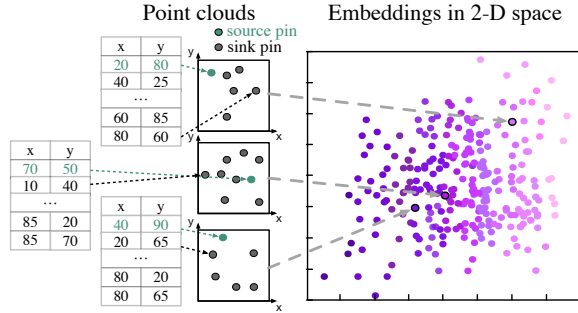 Point clouds
Embeddings in 2-D space
source pin
sink pin
x y
20 80
40 25
...
60 85
80 60
y
x
x y
70 50
10 40
...
85 20
85 70
y
x
x y
40 90
20 65
...
80 20
80 65
y
x